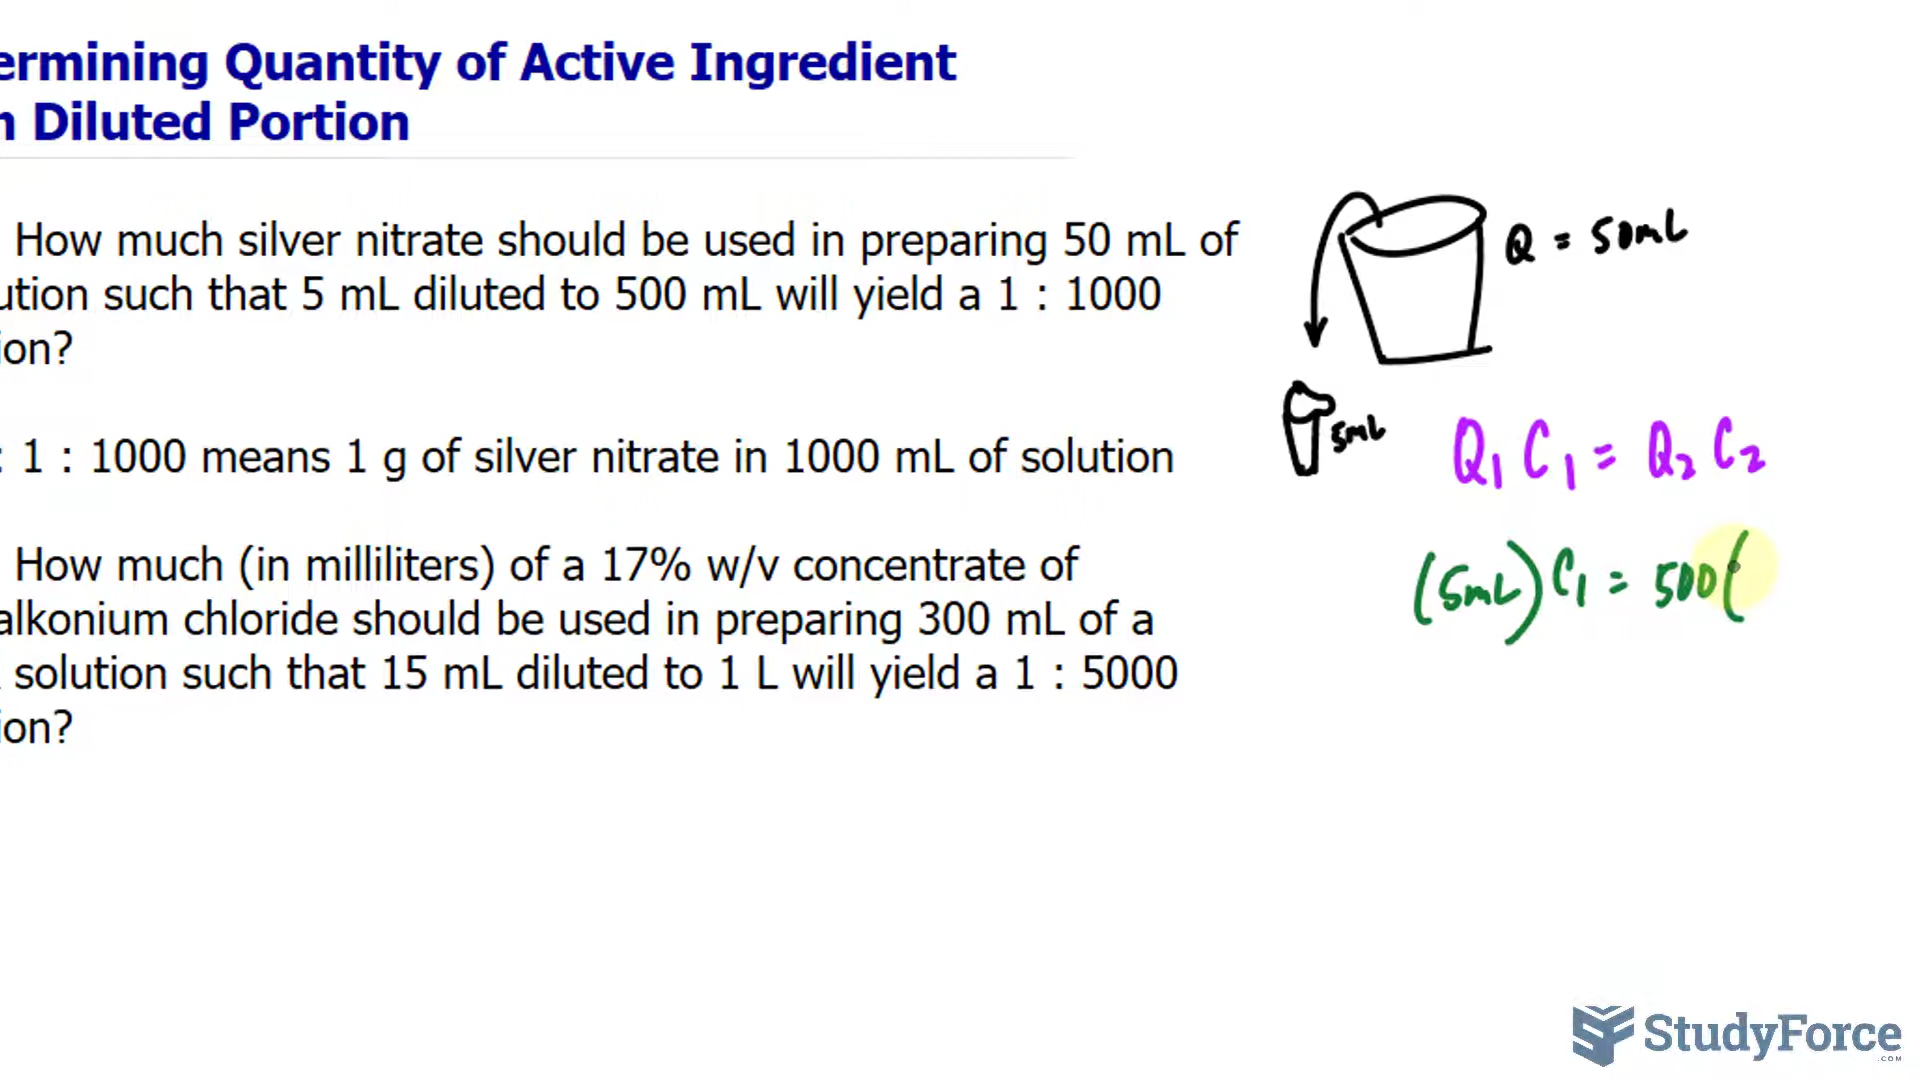 ermining Quantity of Active Ingredient
n Diluted Portion
How much silver nitrate should be used in preparing 50 mL of
ution such that 5 mL diluted to 500 mL will yield a 1 : 1000
ion?
: 1 : 1000 means 1 g of silver nitrate in 1000 mL of solution
How much (in milliliters) of a 17% w/v concentrate of
alkonium chloride should be used in preparing 300 mL of a
solution such that 15 mL diluted to 1 L will yield a 1 : 5000
ion?
Q = 50mL
5mL
Q₁ C₁ = Q₂ C₂
(5mL) C₁ = 500(
StudyForce
.COM